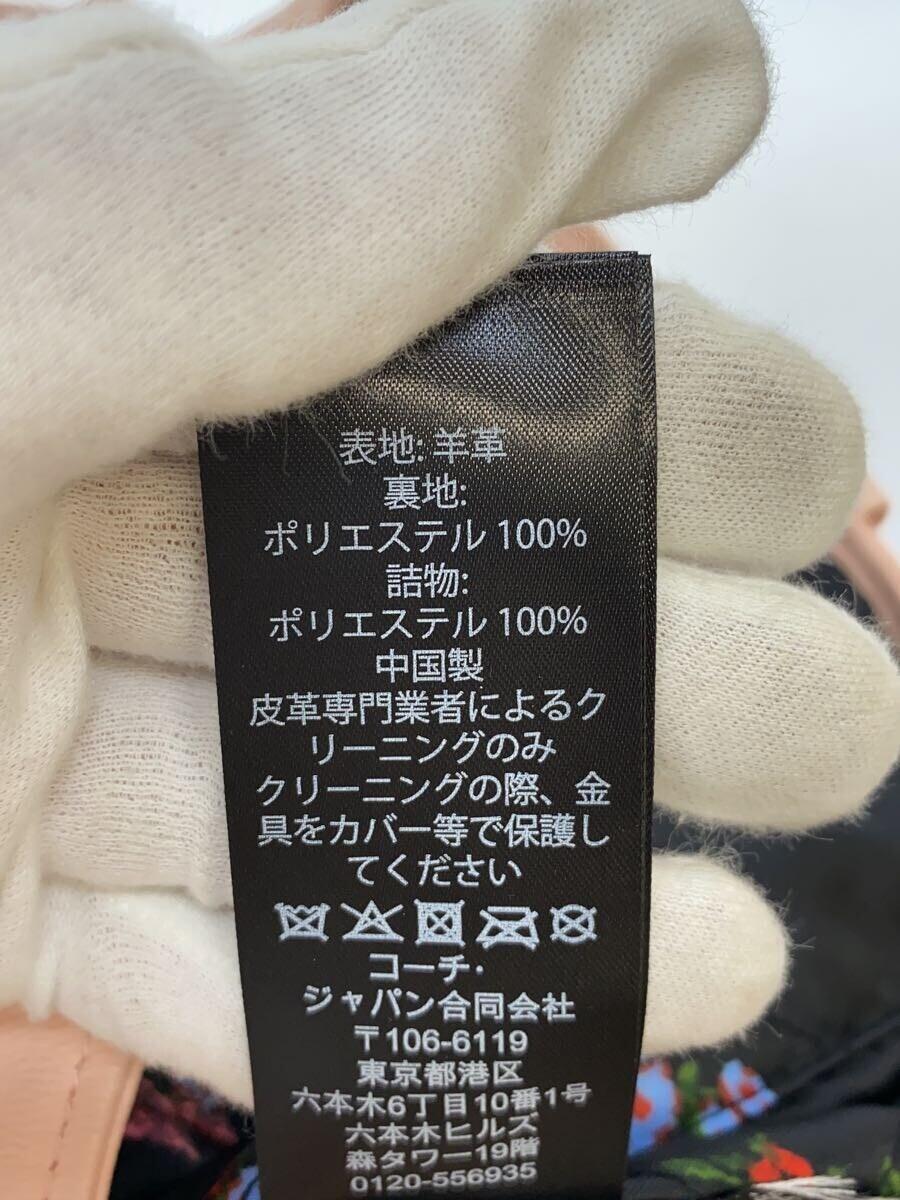 表地: 羊革
裏地:
ポリエステル 100%
詰物:
ポリエステル 100%
中国製
皮革専門業者によるク
リーニングのみ
クリーニングの際、金
具をカバー等で保護し
てください
コーチ・
ジャパン合同会社
〒106-6119
東京都港区
六本木6丁目10番1号
六本木ヒルズ
森タワー19階
0120-556935